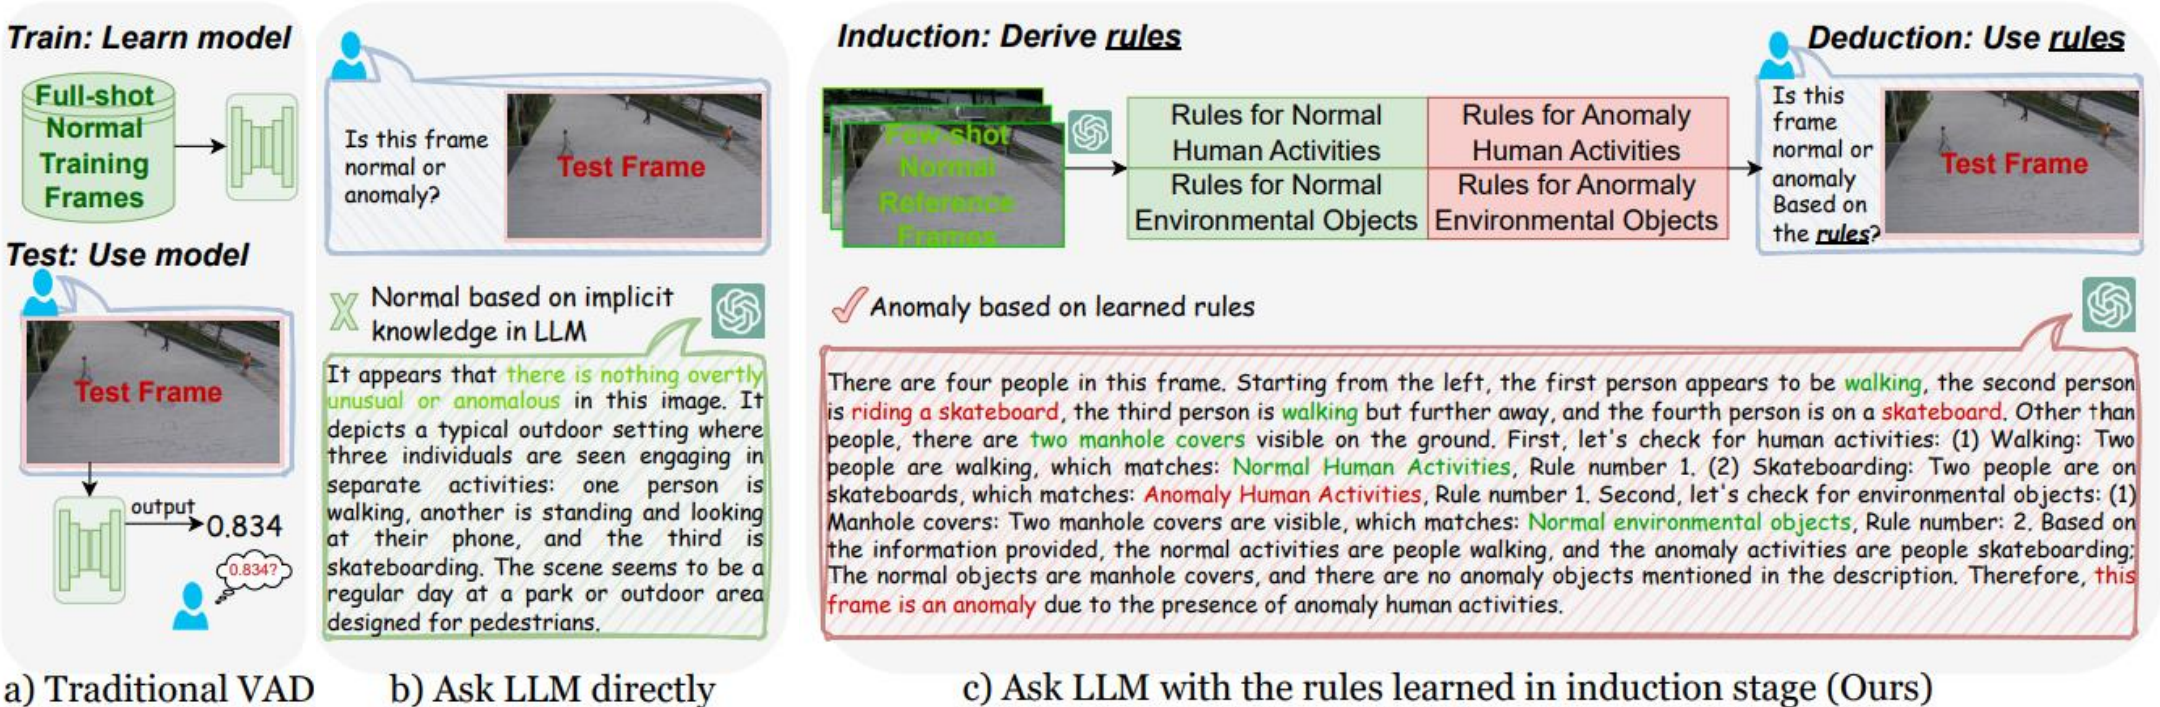 Train: Learn model
Full-shot
Normal
Training
Frames
Test: Use model
Test Frame
output
0.834
0.834?
a) Traditional VAD
Is this frame
normal or
anomaly?
Test Frame
X Normal based on implicit
knowledge in LLM
It appears that there is nothing overtly
unusual or anomalous in this image. It
depicts a typical outdoor setting where
three individuals are seen engaging in
separate activities: one person is
walking, another is standing and looking
at their phone, and the third is
skateboarding. The scene seems to be a
regular day at a park or outdoor area
designed for pedestrians.
b) Ask LLM directly
Induction: Derive rules
Few-shot
Normal
Reference
Frames
Rules for Normal
Human Activities
Rules for Anomaly
Human Activities
Rules for Normal
Environmental Objects
Rules for Anormaly
Environmental Objects
Deduction: Use rules
Is this
frame
normal or
anomaly
Based on
the rules?
Test Frame
Anomaly based on learned rules
There are four people in this frame. Starting from the left, the first person appears to be walking, the second person
is riding a skateboard, the third person is walking but further away, and the fourth person is on a skateboard. Other than
people, there are two manhole covers visible on the ground. First, let's check for human activities: (1) Walking: Two
people are walking, which matches: Normal Human Activities, Rule number 1. (2) Skateboarding: Two people are on
skateboards, which matches: Anomaly Human Activities, Rule number 1. Second, let's check for environmental objects: (1)
Manhole covers: Two manhole covers are visible, which matches: Normal environmental objects, Rule number: 2. Based on
the information provided, the normal activities are people walking, and the anomaly activities are people skateboarding;
The normal objects are manhole covers, and there are no anomaly objects mentioned in the description. Therefore, this
frame is an anomaly due to the presence of anomaly human activities.
c) Ask LLM with the rules learned in induction stage (Ours)